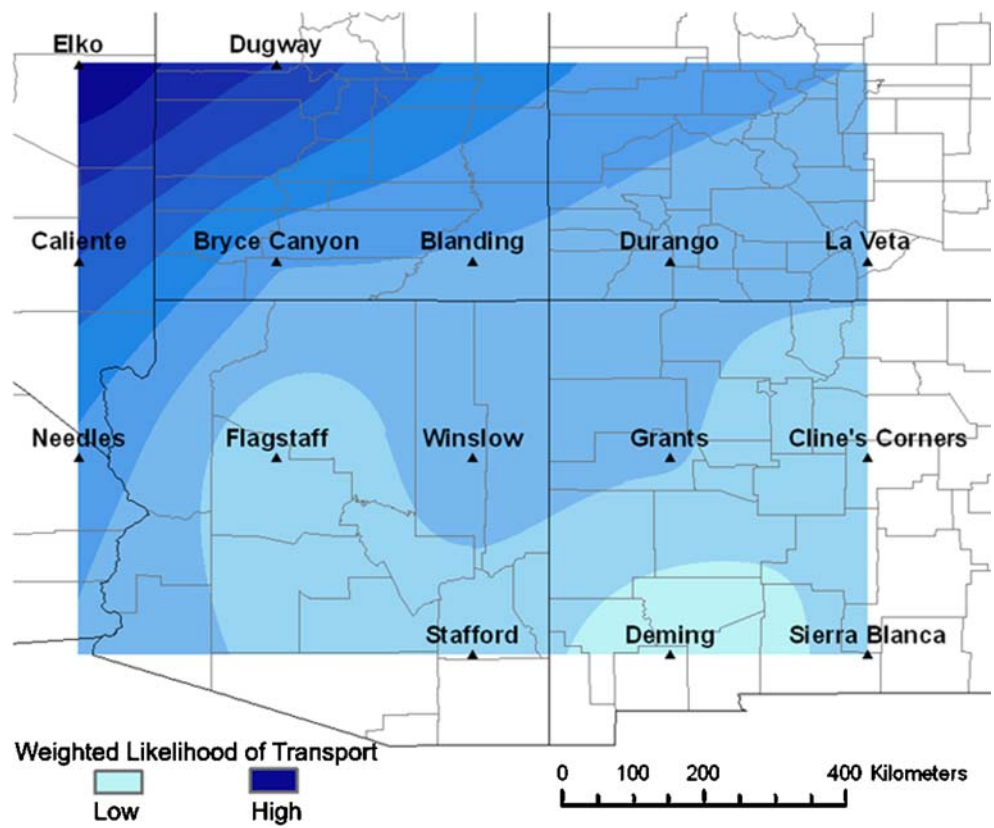 Elko Dugway
Caliente Bryce Canyon Blanding Durango La Veta
Needles Flagstaff Winslow Grants Cline's Corners
Stafford Deming Sierra Blanca
Weighted Likelihood of Transport
Low High
0 100 200 400 Kilometers